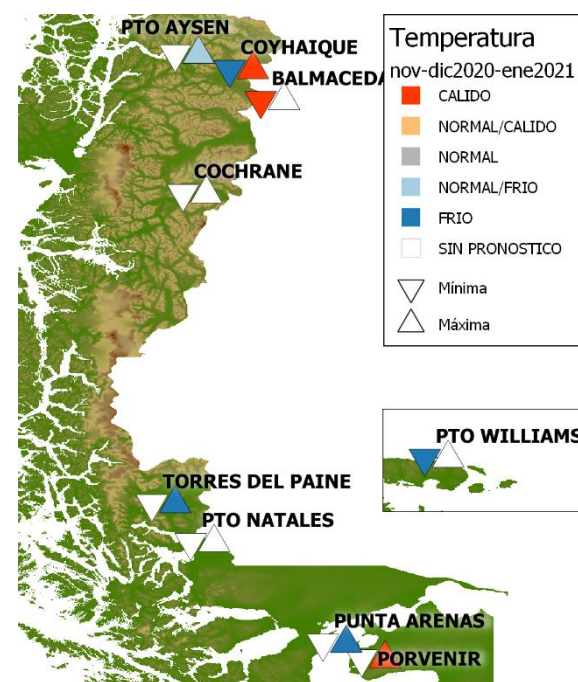 PTO AYSEN
COYHAIQUE
BALMACEDA
COCHRANE
TORRES DEL PAINE
PTO NATALES
PUNTA ARENAS
PORVENIR
Temperatura
nov-dic2020-ene2021
CALIDO
NORMAL/CALIDO
NORMAL
NORMAL/FRIO
FRIO
SIN PRONOSTICO
Mínima
Máxima
PTO WILLIAMS